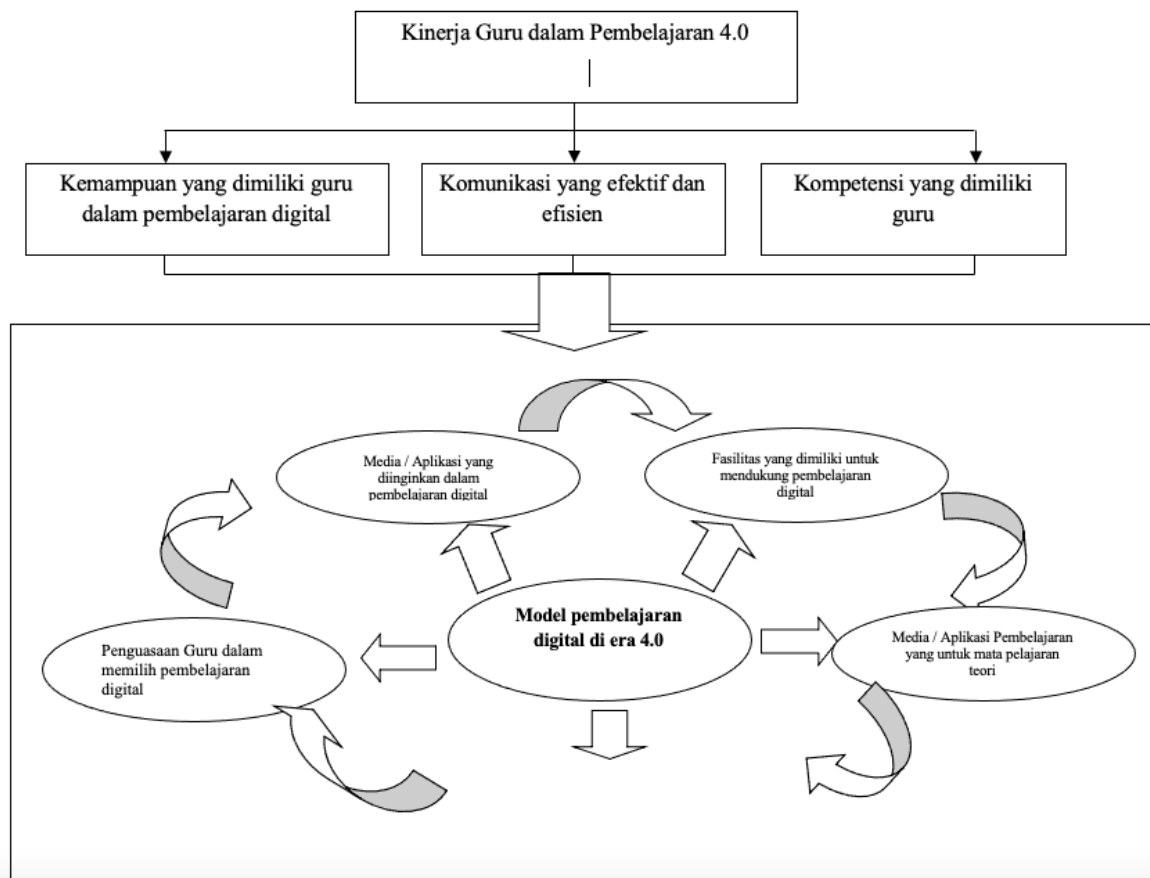 Kinerja Guru dalam Pembelajaran 4.0
Kemampuan yang dimiliki guru
dalam pembelajaran digital
Komunikasi yang efektif dan
efisien
Kompetensi yang dimiliki
guru
Media / Aplikasi yang
diinginkan dalam
pembelajaran digital
Fasilitas yang dimiliki untuk
mendukung pembelajaran
digital
Model pembelajaran
digital di era 4.0
Penguasaan Guru dalam
memilih pembelajaran
digital
Media / Aplikasi Pembelajaran
yang untuk mata pelajaran
teori